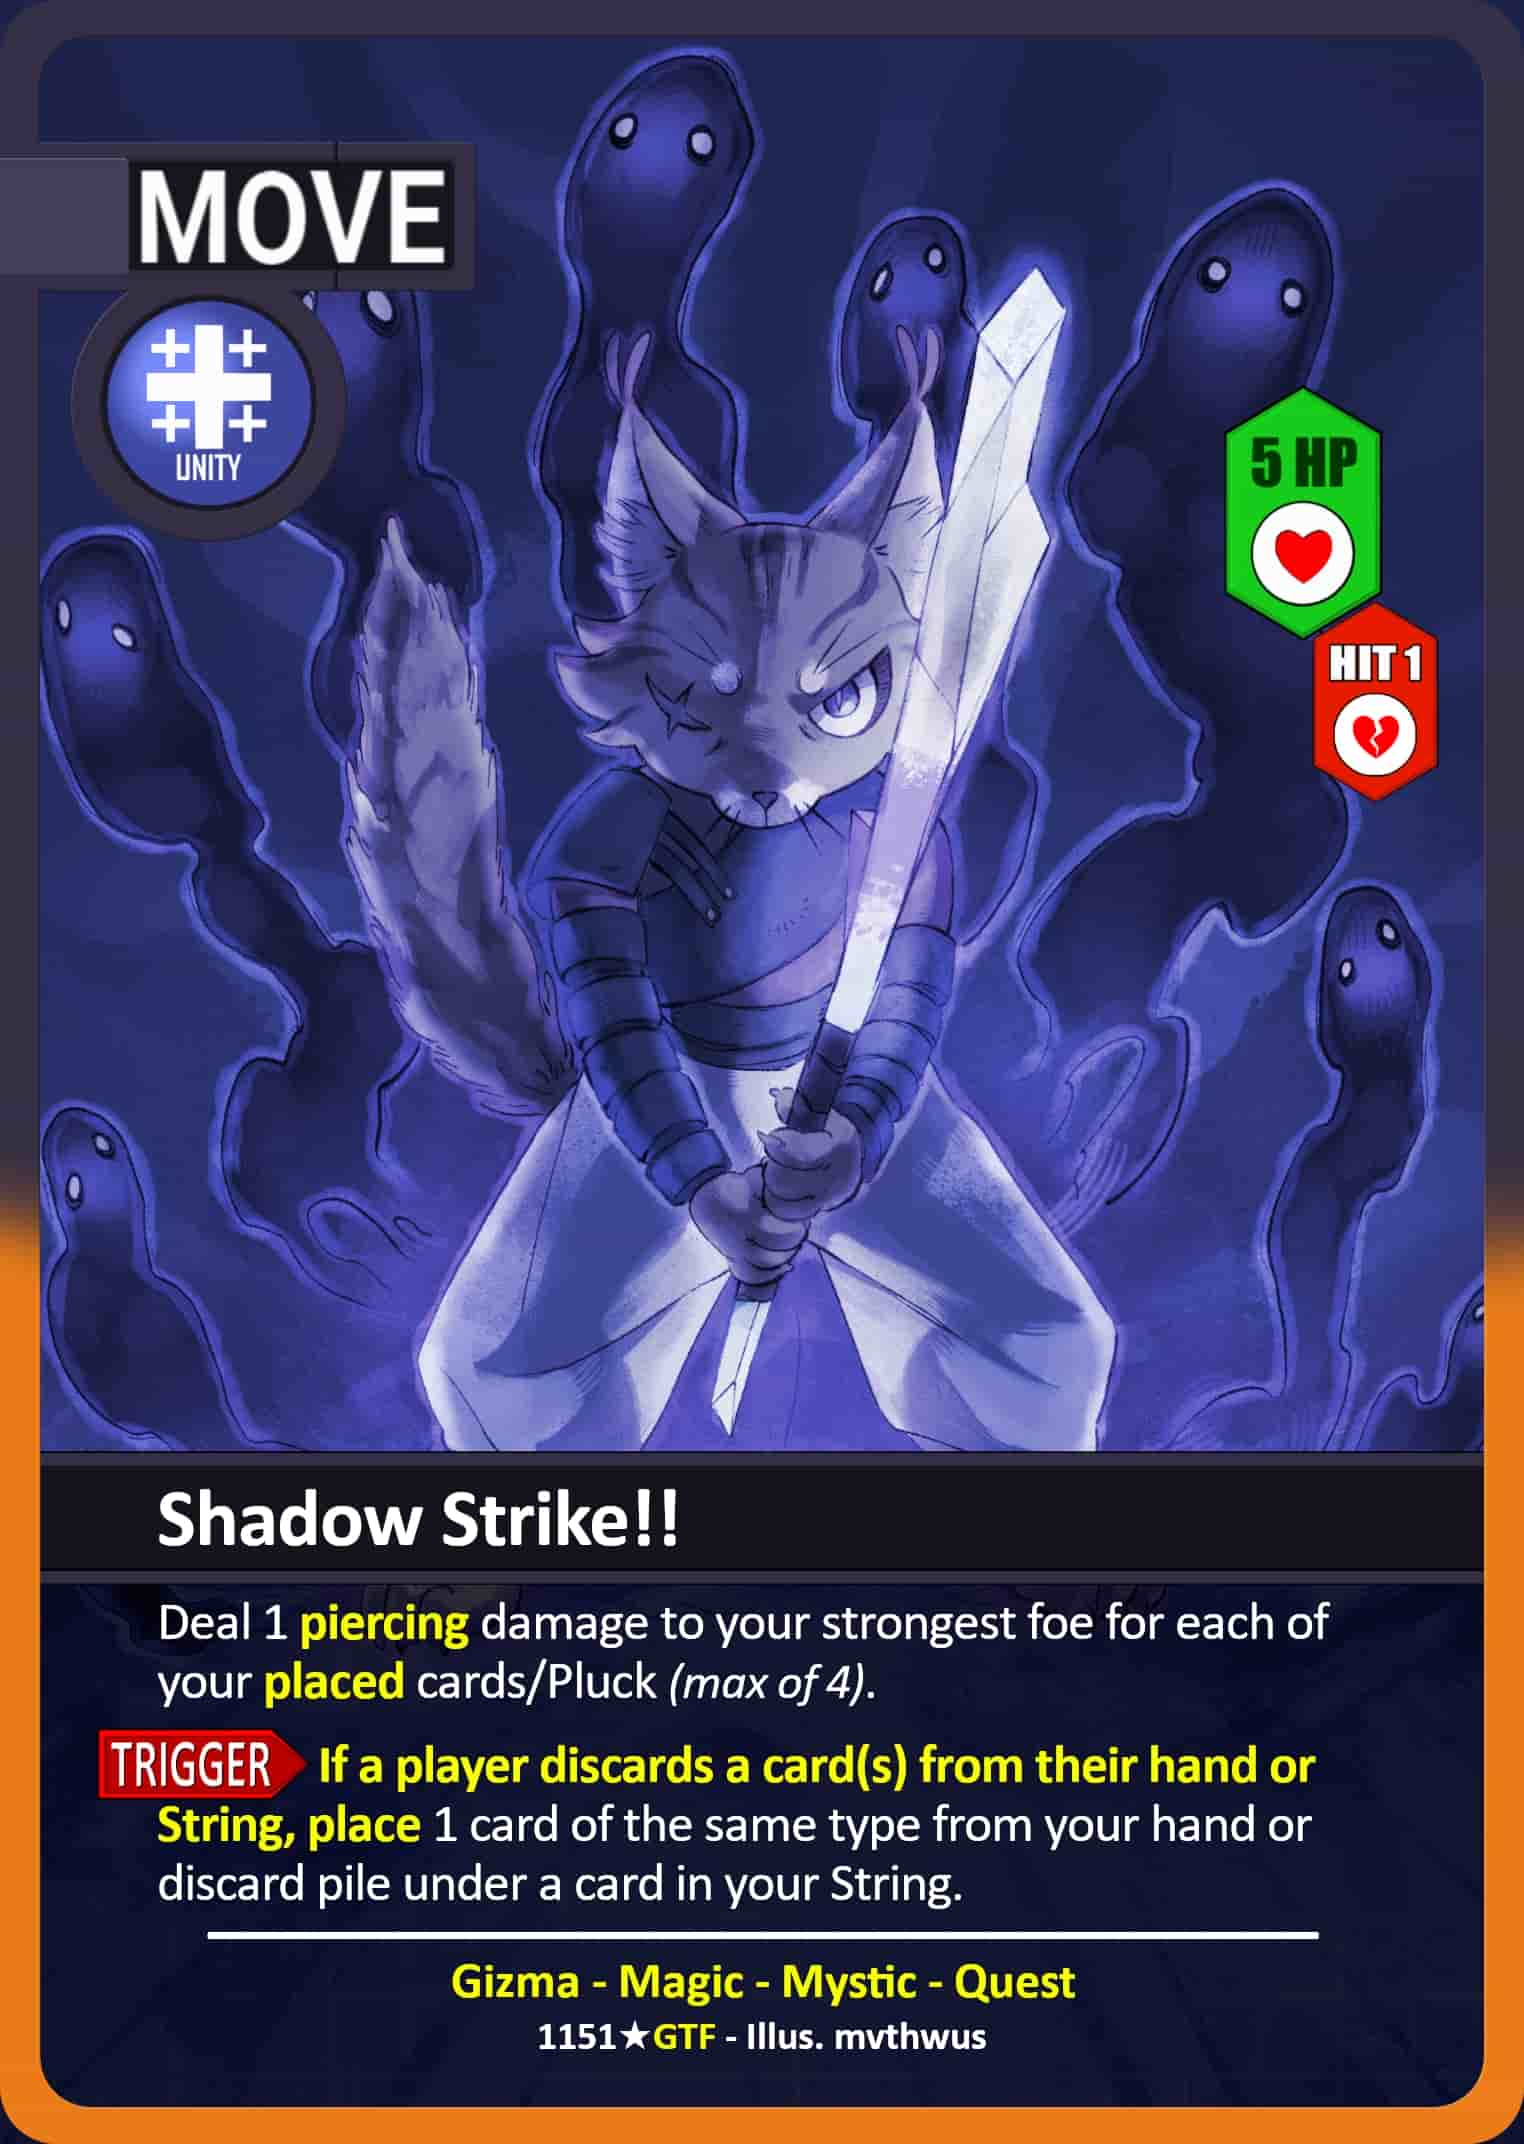 MOVE
UNITY
5 HP
HIT 1
Shadow Strike!!
Deal 1 piercing damage to your strongest foe for each of
your placed cards/Pluck (max of 4).
TRIGGER If a player discards a card(s) from their hand or
String, place 1 card of the same type from your hand or
discard pile under a card in your String.
Gizma - Magic - Mystic - Quest
1151★GTF - Illus. mvthwus